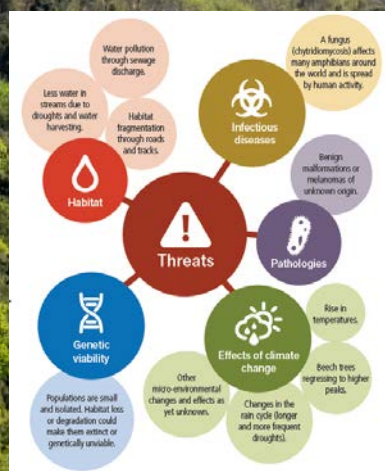 Water pollution
through sewage
discharge.
Less water in
streams due to
droughts and water
harvesting.
Habitat
fragmentation
through roads
and tracks.
Habitat
A fungus
(chytridiomycosis) affects
many amphibians around
the world and is spread
by human activity.
Infectious
diseases
Benign
malformations or
melanomas of
unknown origin.
Pathologies
Threats
Genetic
viability
Populations are small
and isolated. Habitat loss
or degradation could
make them extinct or
genetically unviable.
Effects of climate
change
Rise in
temperatures.
Beech trees
regressing to higher
peaks.
Changes in the
rain cycle (longer
and more frequent
droughts).
Other
micro-environmental
changes and effects as
yet unknown.